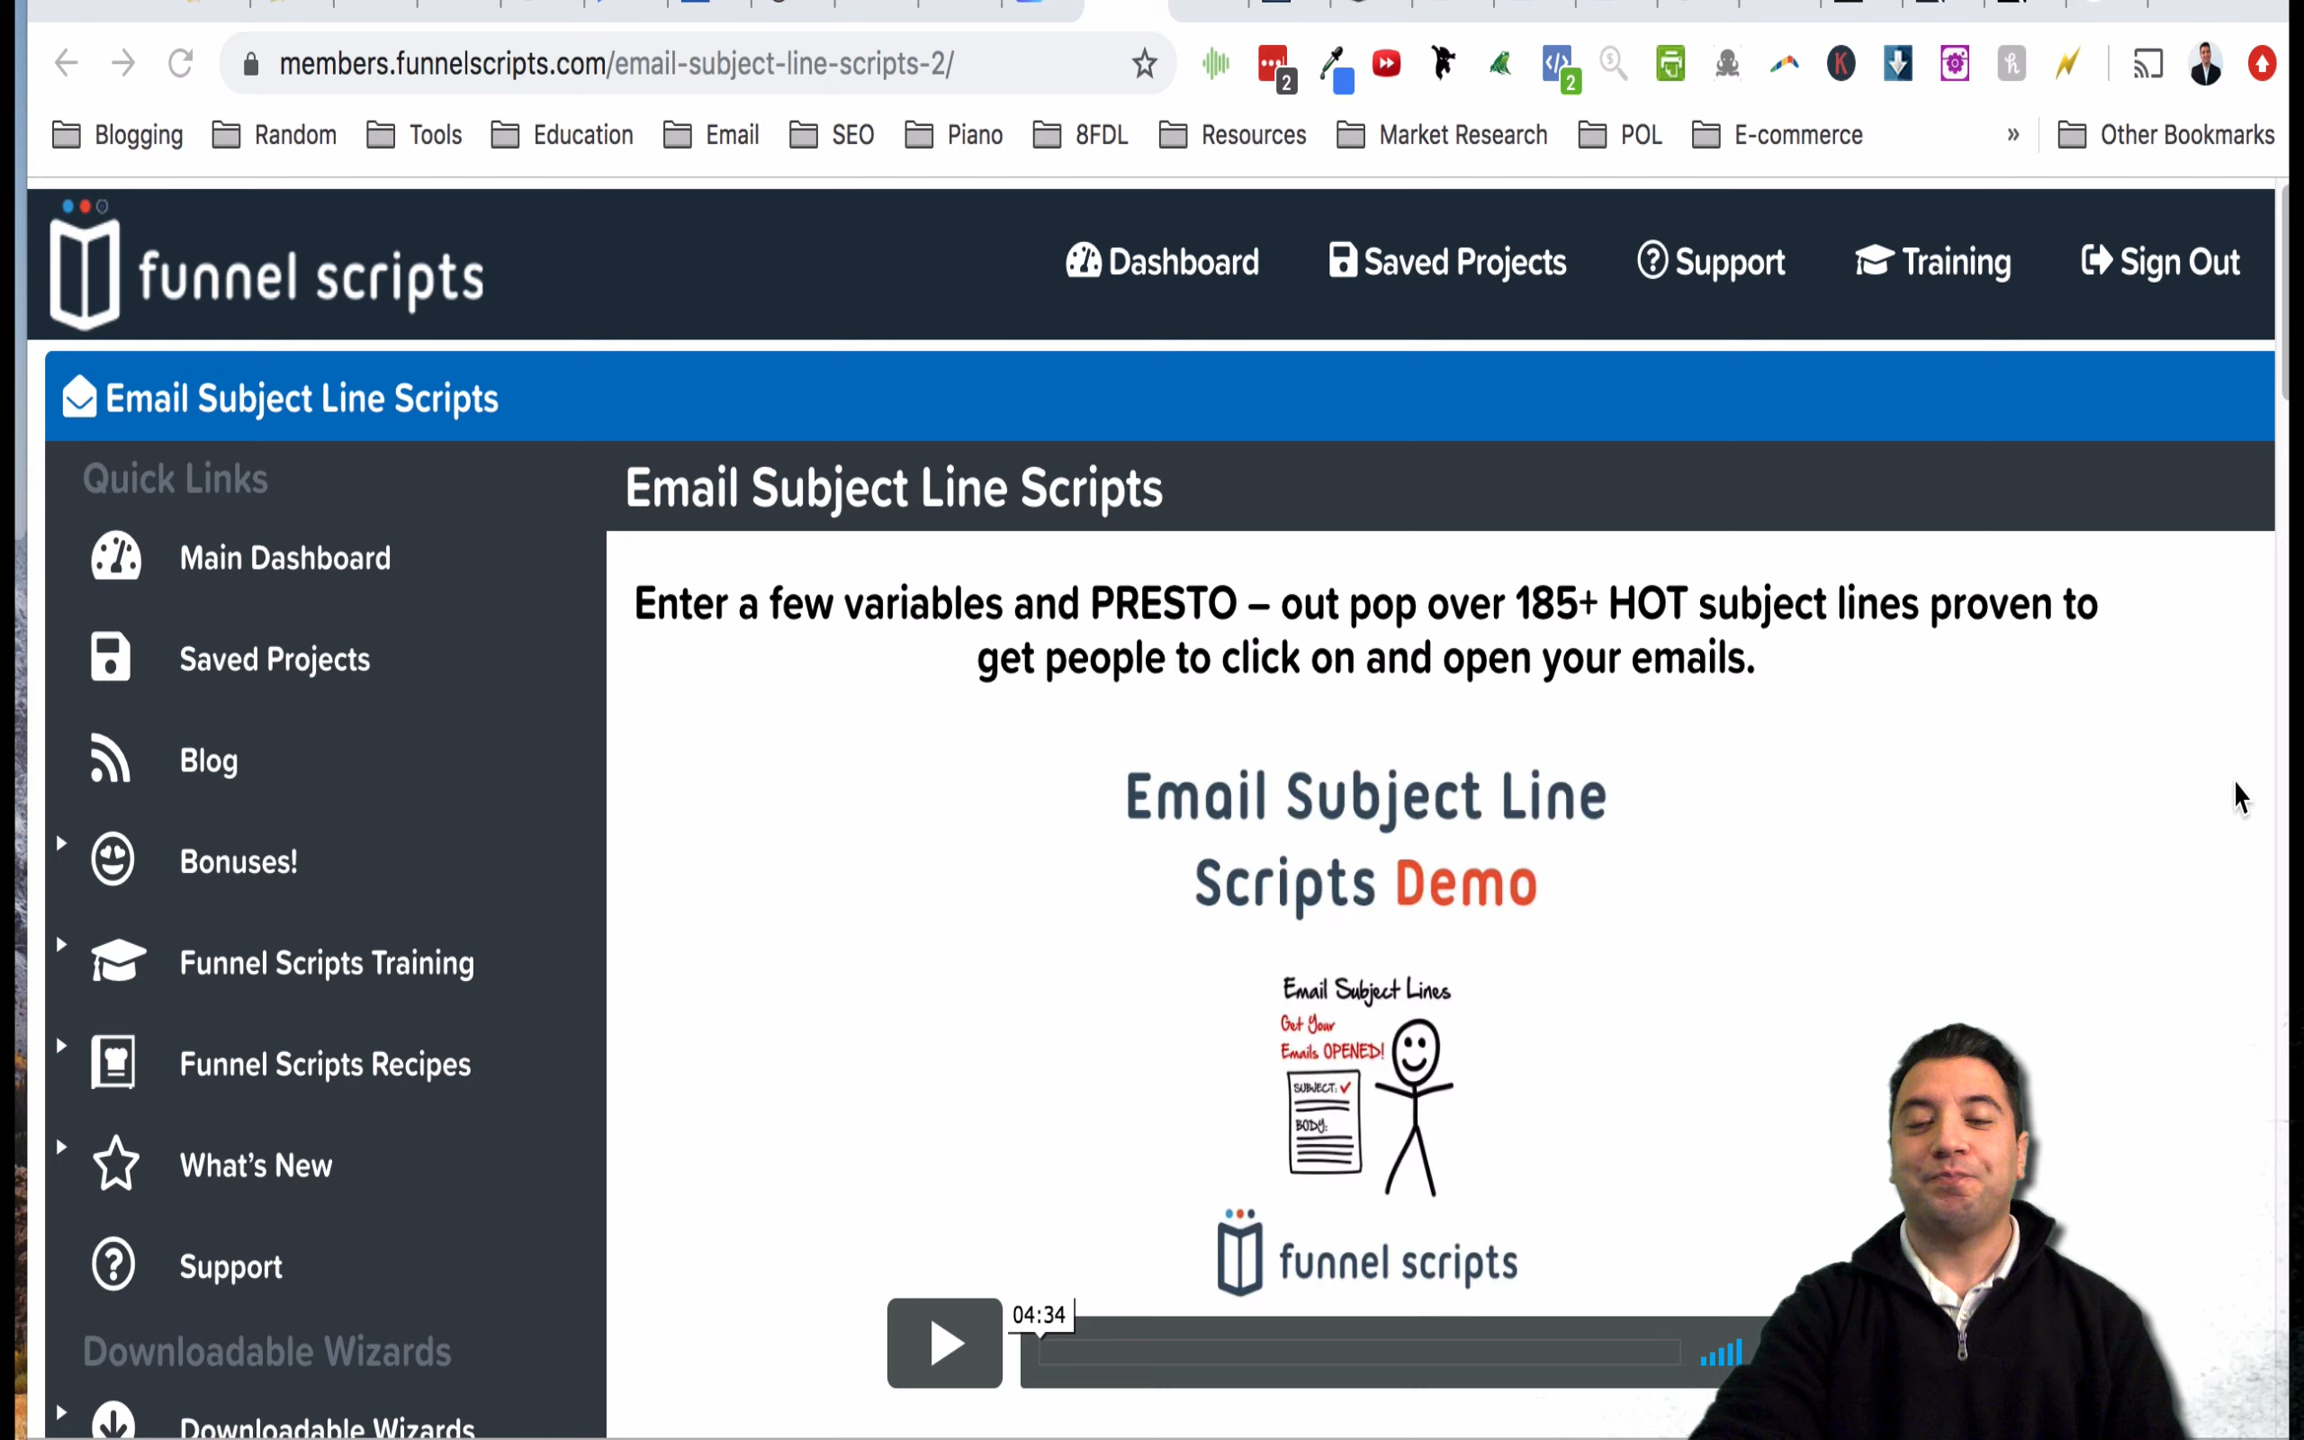 members.funnelscripts.com/email-subject-line-scripts-2/
2
2
K
h
Blogging
Random
Tools
Education
Email
SEO
Piano
8FDL
Resources
Market Research
POL
E-commerce
»
Other Bookmarks
funnel scripts
Dashboard
Saved Projects
Support
Training
Sign Out
Email Subject Line Scripts
Quick Links
Main Dashboard
Saved Projects
Blog
Bonuses!
Funnel Scripts Training
Funnel Scripts Recipes
What's New
Support
Downloadable Wizards
Downloadable Wizards
Email Subject Line Scripts
Enter a few variables and PRESTO – out pop over 185+ HOT subject lines proven to
get people to click on and open your emails.
Email Subject Line
Scripts Demo
Email Subject Lines
Get Your
Emails OPENED!
SUBJECT:
BODY:
funnel scripts
04:34